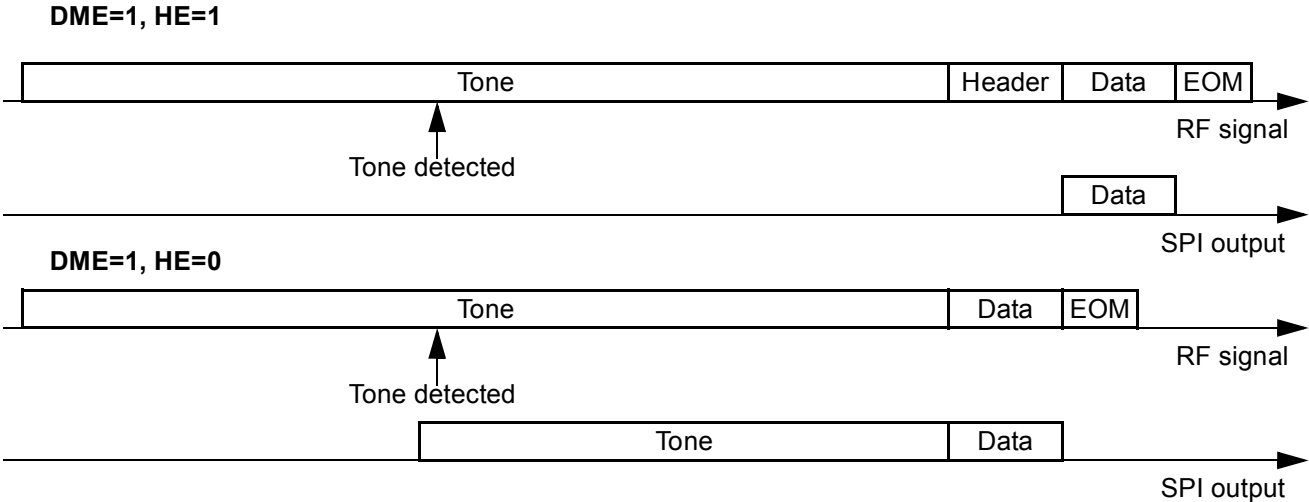 DME=1, HE=1
Tone Header Data EOM
RF signal
Tone detected
Data
SPI output
DME=1, HE=0
Tone Data EOM
RF signal
Tone detected
Tone Data
SPI output